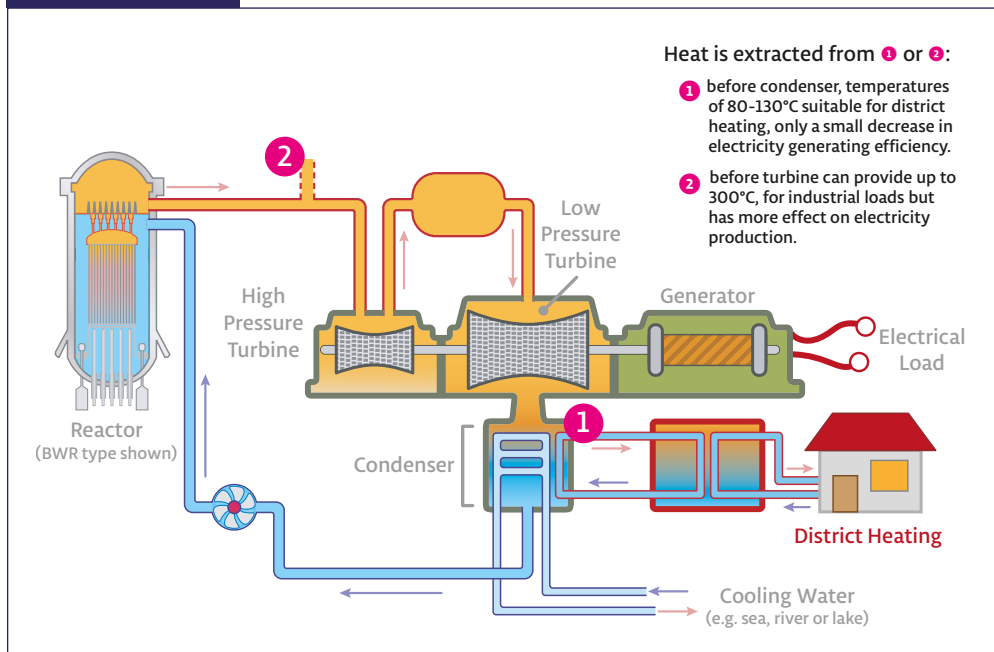 Heat is extracted from 1 or 2:
1 before condenser, temperatures
of 80-130°C suitable for district
heating, only a small decrease in
electricity generating efficiency.
2 before turbine can provide up to
300°C, for industrial loads but
has more effect on electricity
production.
2
Low
Pressure
Turbine
High
Pressure
Turbine
Generator
Electrical
Load
Reactor
(BWR type shown)
1
Condenser
District Heating
Cooling Water
(e.g. sea, river or lake)